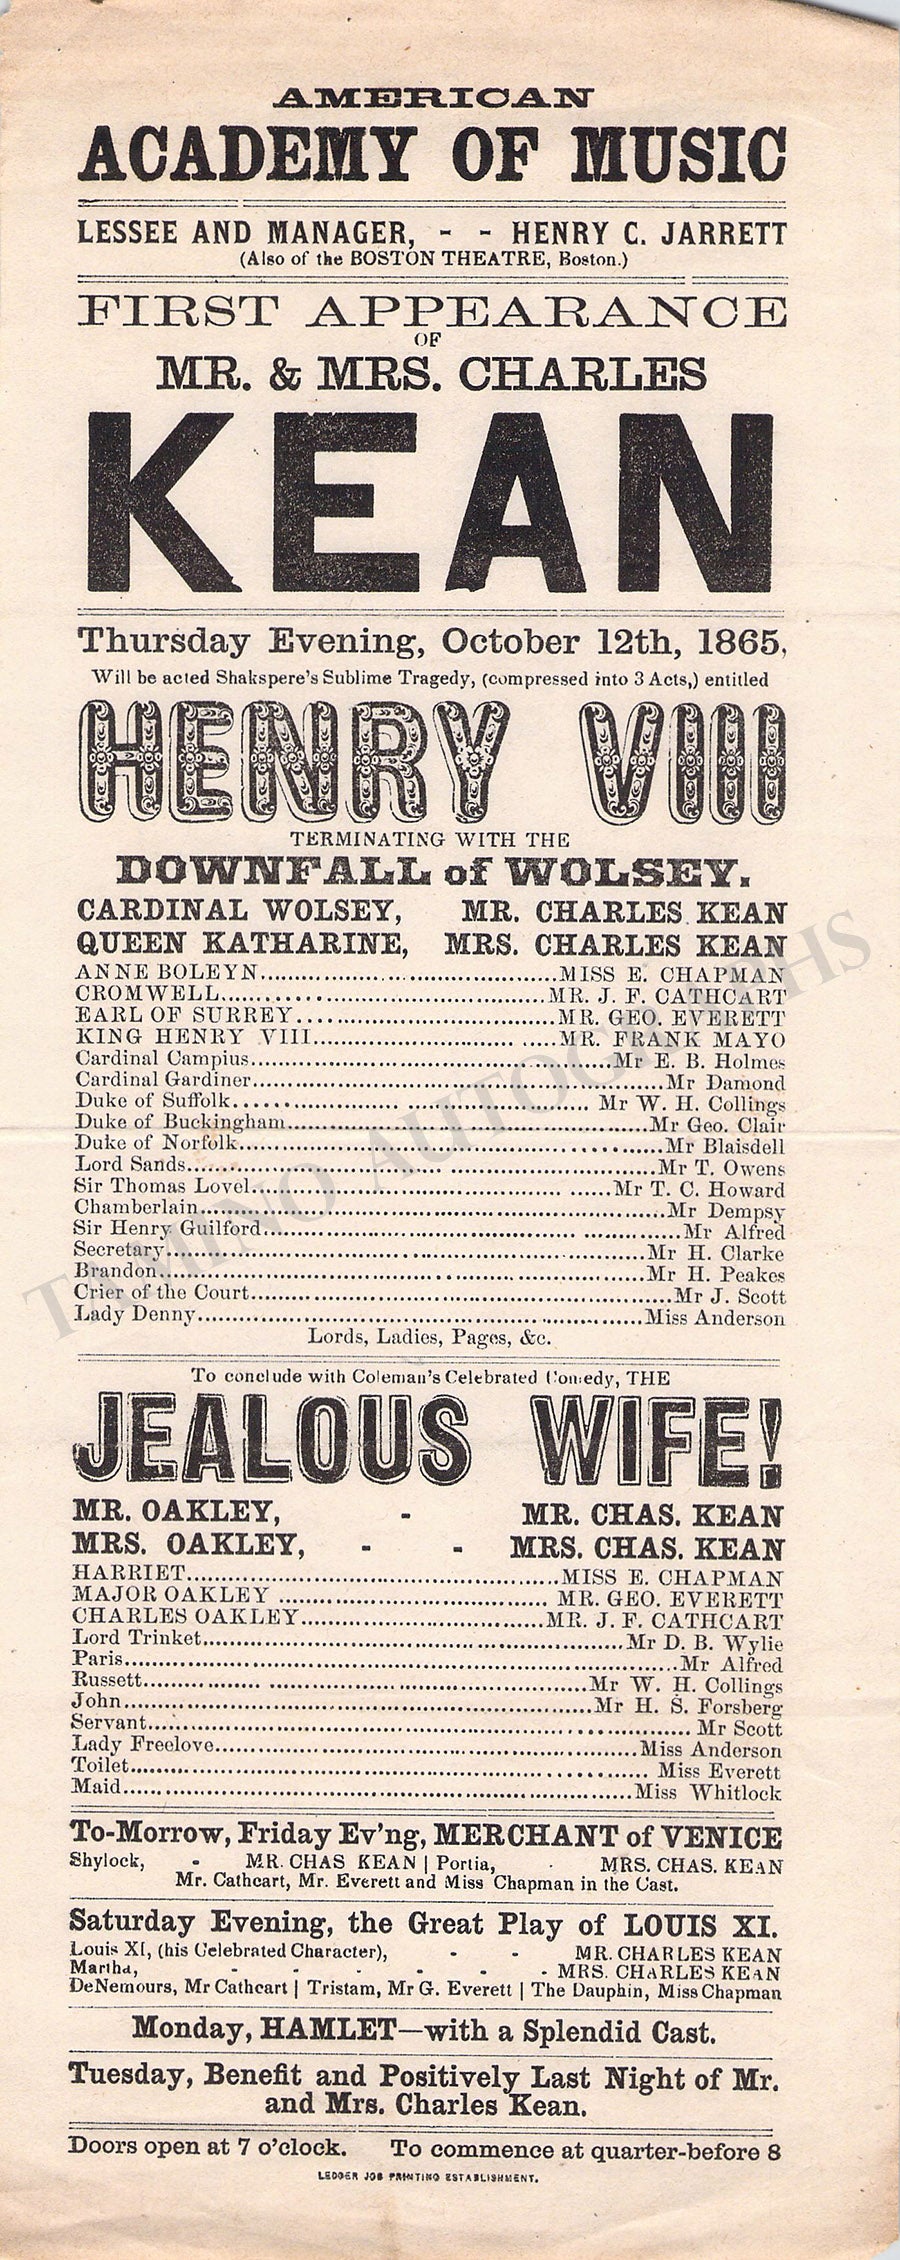 AMERICAN
ACADEMY OF MUSIC
LESSEE AND MANAGER, - - HENRY C. JARRETT
(Also of the BOSTON THEATRE, Boston.)
FIRST APPEARANCE
OF
MR. & MRS. CHARLES
KEAN
Thursday Evening, October 12th, 1865,
Will be acted Shakspere's Sublime Tragedy, (compressed into 3 Acts,) entitled
HENRY VIII
TERMINATING WITH THE
DOWNFALL of WOLSEY.
CARDINAL WOLSEY, MR. CHARLES KEAN
QUEEN KATHARINE, MRS. CHARLES KEAN
ANNE BOLEYN..........MISS E. CHAPMAN
CROMWELL..........MR. J. F. CATHCART
EARL OF SURREY..........MR. GEO. EVERETT
KING HENRY VIII..........MR. FRANK MAYO
Cardinal Campius..........Mr E. B. Holmes
Cardinal Gardiner..........Mr Damond
Duke of Suffolk..........Mr W. H. Collings
Duke of Buckingham..........Mr Geo. Clair
Duke of Norfolk..........Mr Blaisdell
Lord Sands..........Mr T. Owens
Sir Thomas Lovel..........Mr T. C. Howard
Chamberlain..........Mr Dempsy
Sir Henry Guilford..........Mr Alfred
Secretary..........Mr H. Clarke
Brandon..........Mr H. Peakes
Crier of the Court..........Mr J. Scott
Lady Denny..........Miss Anderson
Lords, Ladies, Pages, &c.
To conclude with Coleman's Celebrated Comedy, THE
JEALOUS WIFE!
MR. OAKLEY, - MR. CHAS. KEAN
MRS. OAKLEY, - - MRS. CHAS. KEAN
HARRIET..........MISS E. CHAPMAN
MAJOR OAKLEY..........MR. GEO. EVERETT
CHARLES OAKLEY..........MR. J. F. CATHCART
Lord Trinket..........Mr D. B. Wylie
Paris..........Mr Alfred
Russett..........Mr W. H. Collings
John..........Mr H. S. Forsberg
Servant..........Mr Scott
Lady Freelove..........Miss Anderson
Toilet..........Miss Everett
Maid..........Miss Whitlock
To-Morrow, Friday Ev'ng, MERCHANT of VENICE
Shylock, - MR. CHAS KEAN | Portia, - MRS. CHAS. KEAN
Mr. Cathcart, Mr. Everett and Miss Chapman in the Cast.
Saturday Evening, the Great Play of LOUIS XI.
Louis XI, (his Celebrated Character), - - MR. CHARLES KEAN
Martha, - - - - - MRS. CHARLES KEAN
DeNemours, Mr Cathcart | Tristam, Mr G. Everett | The Dauphin, Miss Chapman
Monday, HAMLET—with a Splendid Cast.
Tuesday, Benefit and Positively Last Night of Mr.
and Mrs. Charles Kean.
Doors open at 7 o'clock. To commence at quarter-before 8
LEDGER JOB PRINTING ESTABLISHMENT.
TAMINO AUTOGRAPHS